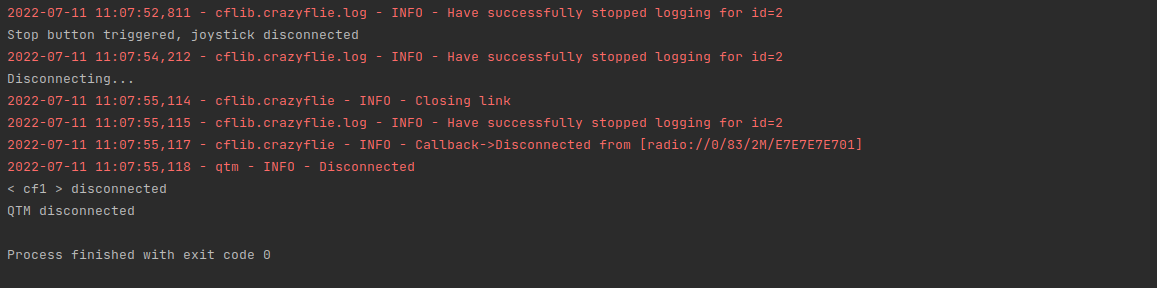 2022-07-11 11:07:52,811 - cflib.crazyflie.log - INFO - Have successfully stopped logging for id=2
Stop button triggered, joystick disconnected
2022-07-11 11:07:54,212 - cflib.crazyflie.log - INFO - Have successfully stopped logging for id=2
Disconnecting...
2022-07-11 11:07:55,114 - cflib.crazyflie - INFO - Closing link
2022-07-11 11:07:55,115 - cflib.crazyflie.log - INFO - Have successfully stopped logging for id=2
2022-07-11 11:07:55,117 - cflib.crazyflie - INFO - Callback->Disconnected from [radio://0/83/2M/E7E7E7E701]
2022-07-11 11:07:55,118 - qtm - INFO - Disconnected
< cf1 > disconnected
QTM disconnected
Process finished with exit code 0